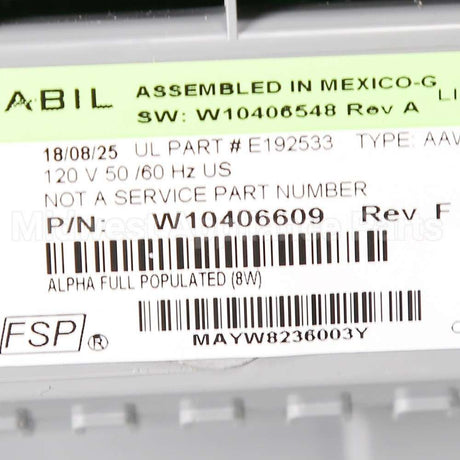 ABIL
ASSEMBLED IN MEXICO-G
SW: W10406548 Rev A
LI
18/08/25 UL PART # E192533 TYPE: AAV
120 V 50 /60 Hz US
NOT A SERVICE PART NUMBER
P/N: W10406609 Rev F
ALPHA FULL POPULATED (8W)
FSP ®
MAYW8236003Y